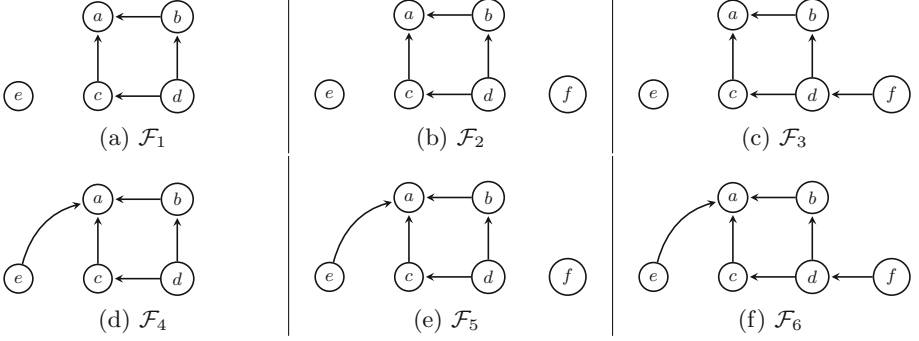 a b a b a b
e c d e c d f e c d f
(a) F₁ (b) F₂ (c) F₃
a b a b a b
e c d e c d f e c d f
(d) F₄ (e) F₅ (f) F₆